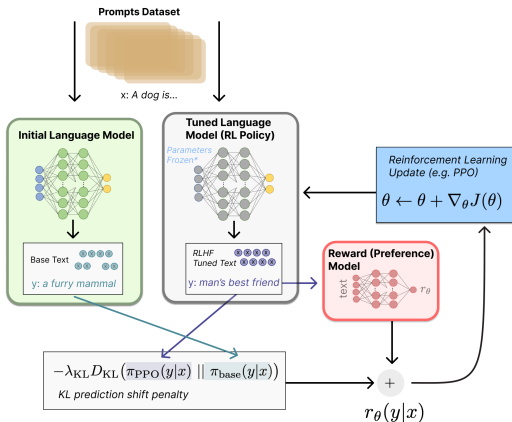 Prompts Dataset
x: A dog is...
Initial Language Model
Base Text
y: a furry mammal
Tuned Language
Model (RL Policy)
Parameters
Frozen*
RLHF
Tuned Text
y: man's best friend
Reinforcement Learning
Update (e.g. PPO)
θ ← θ + ∇θJ(θ)
Reward (Preference)
Model
text
rθ
−λKL DKL(πPPO(y|x) || πbase(y|x))
KL prediction shift penalty
+
rθ(y|x)